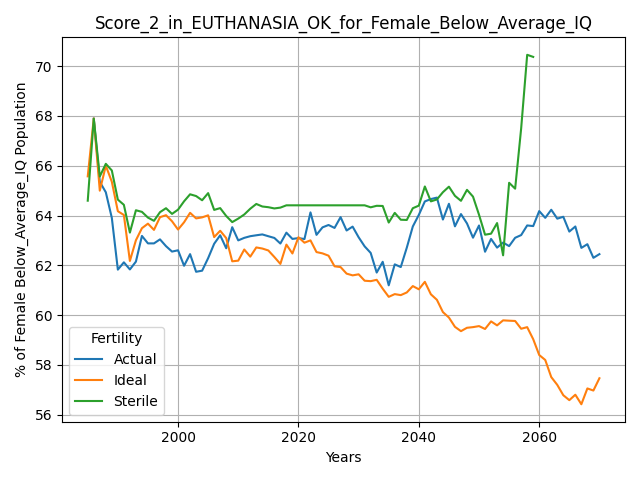 Score_2_in_EUTHANASIA_OK_for_Female_Below_Average_IQ
% of Female Below_Average_IQ Population
70
68
66
64
62
60
58
56
Fertility
Actual
Ideal
Sterile
2000
2020
2040
2060
Years